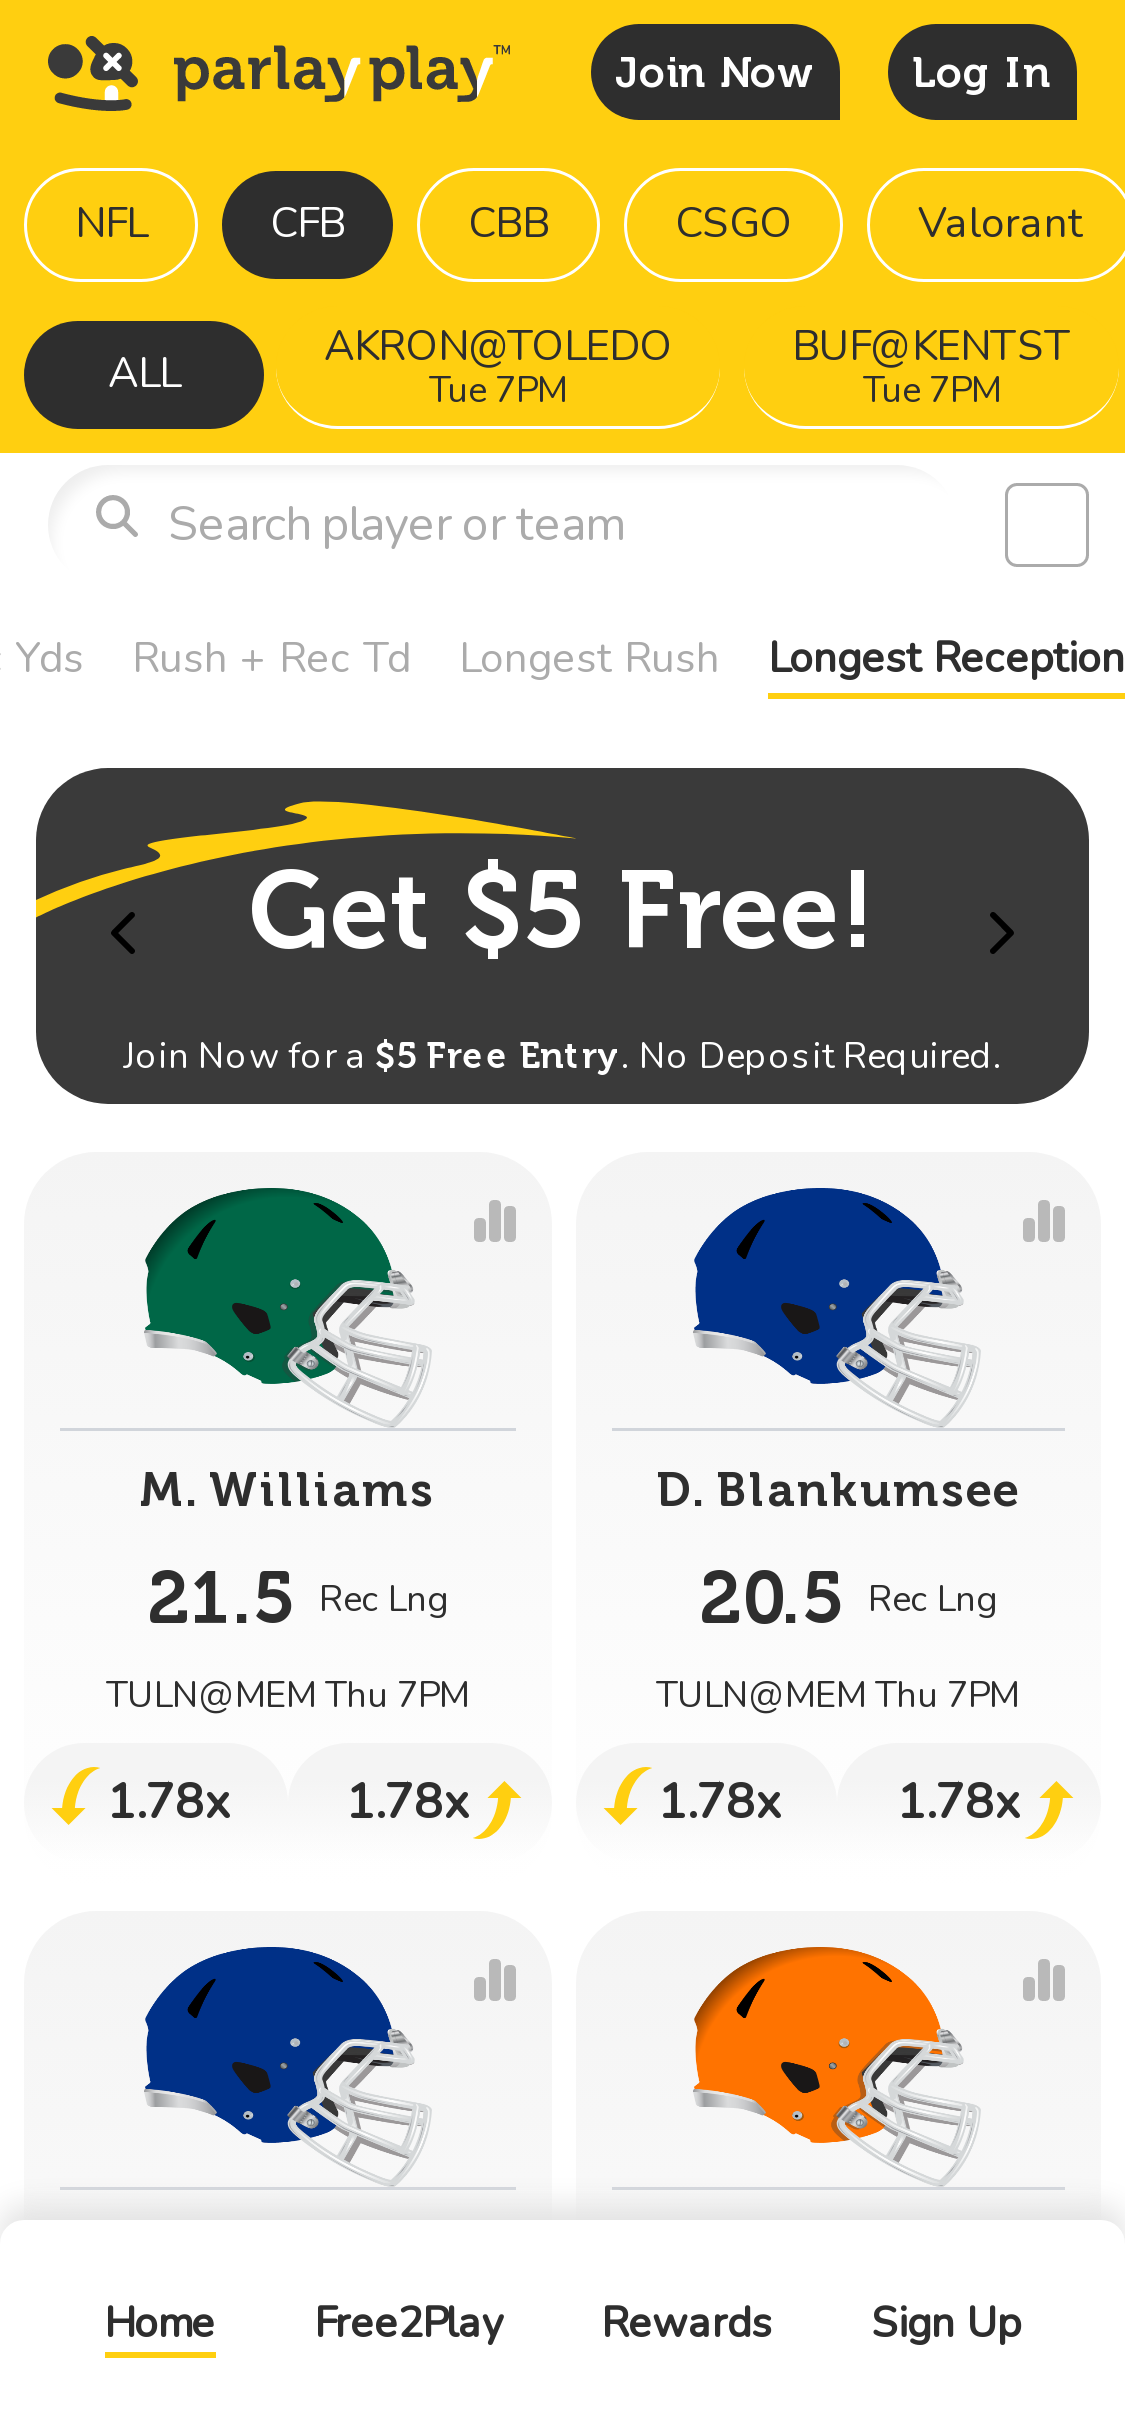 parlay play™
Join Now
Log In
NFL
CFB
CBB
CSGO
Valorant
ALL
AKRON@TOLEDO
Tue 7PM
BUF@KENTST
Tue 7PM
Search player or team
Yds
Rush + Rec Td
Longest Rush
Longest Reception
Get $5 Free!
Join Now for a $5 Free Entry. No Deposit Required.
M. Williams
21.5 Rec Lng
TULN@MEM Thu 7PM
1.78x
1.78x
D. Blankumsee
20.5 Rec Lng
TULN@MEM Thu 7PM
1.78x
1.78x
Home
Free2Play
Rewards
Sign Up